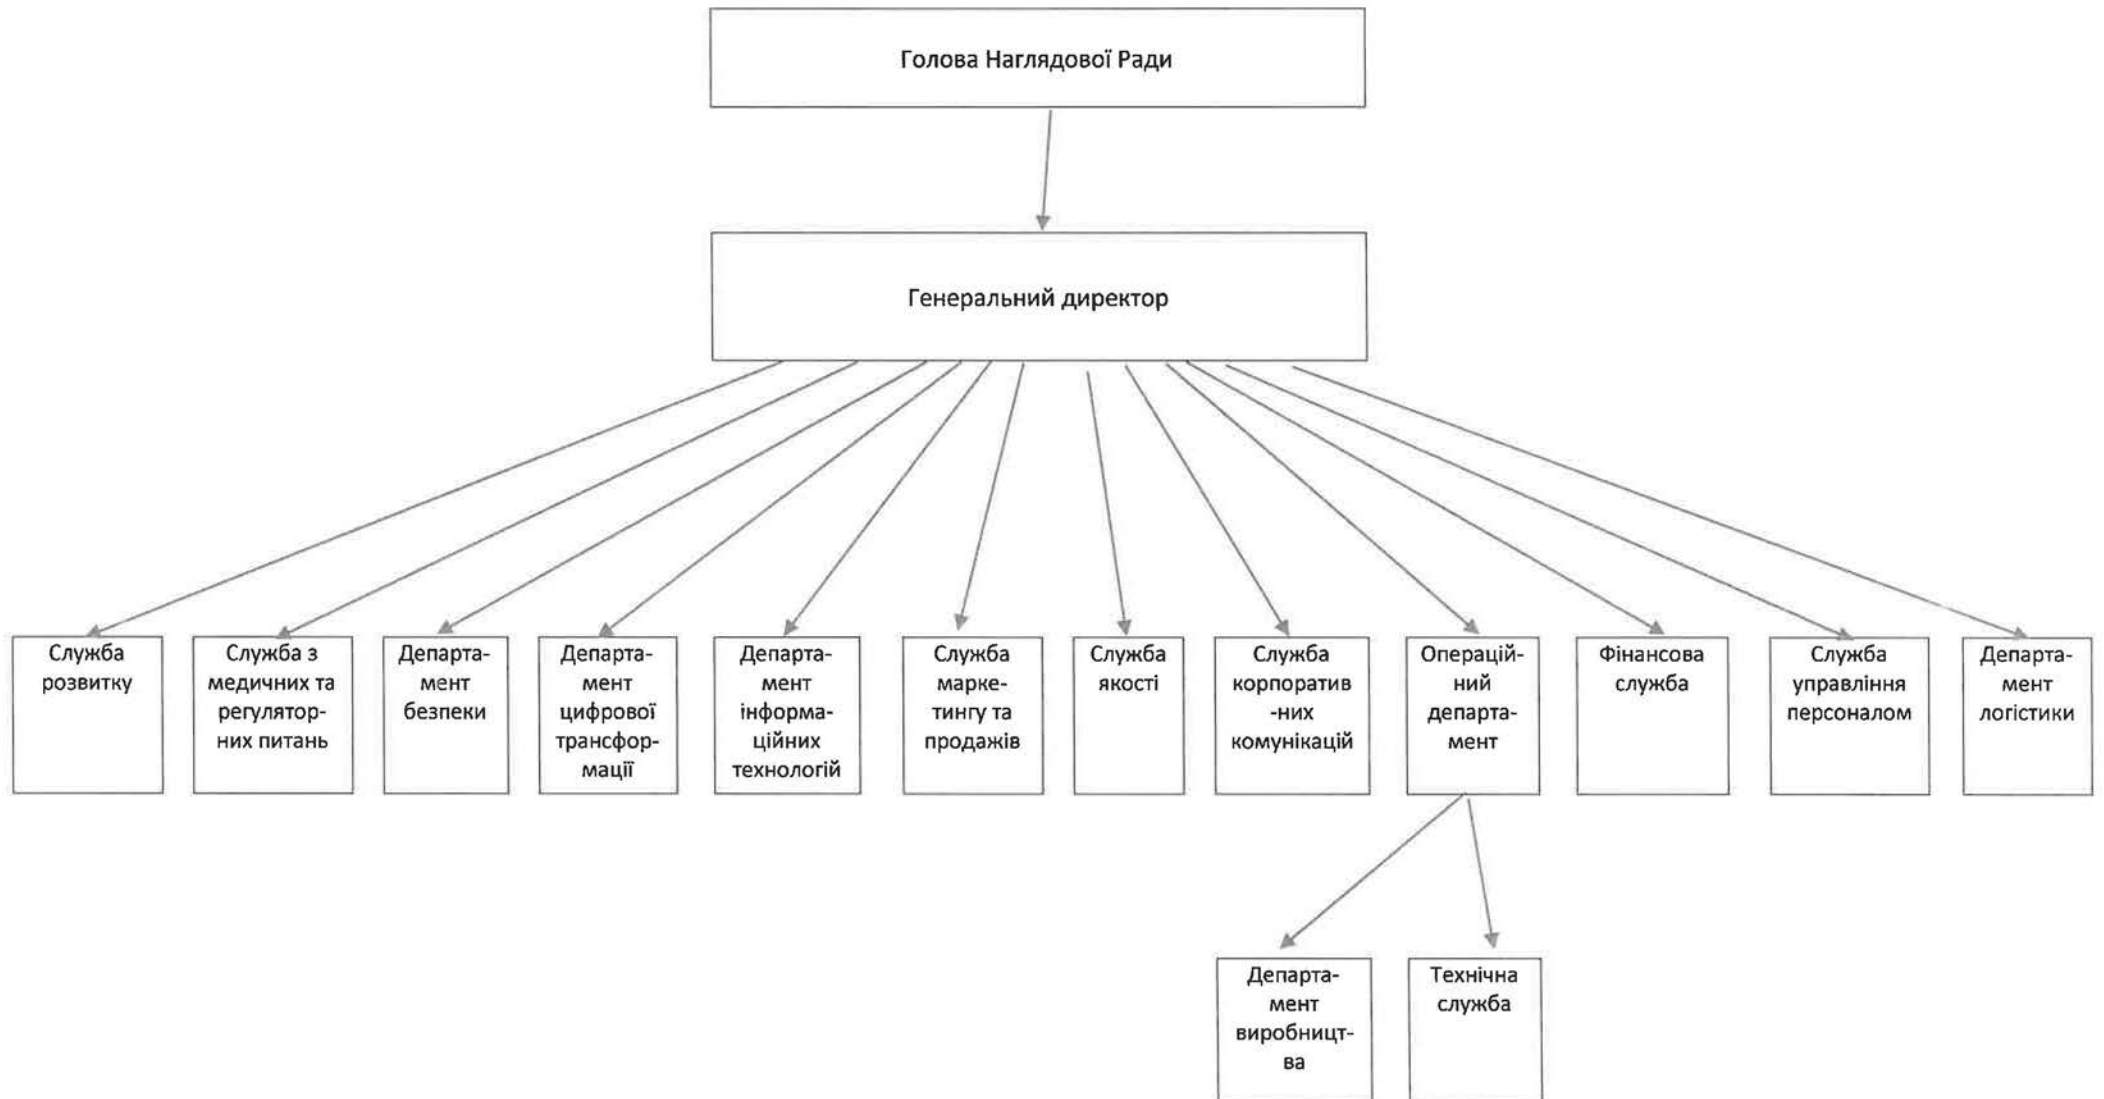 Голова Наглядової Ради
Генеральний директор
Служба
розвитку
Служба з
медичних та
регулятор-
них питань
Департа-
мент
безпеки
Департа-
мент
цифрової
трансфор-
мації
Департа-
мент
інформа-
ційних
технологій
Служба
марке-
тингу та
продажів
Служба
якості
Служба
корпоратив
-них
комунікацій
Операцій-
ний
департа-
мент
Фінансова
служба
Служба
управління
персоналом
Департа-
мент
логістики
Департа-
мент
виробницт-
ва
Технічна
служба